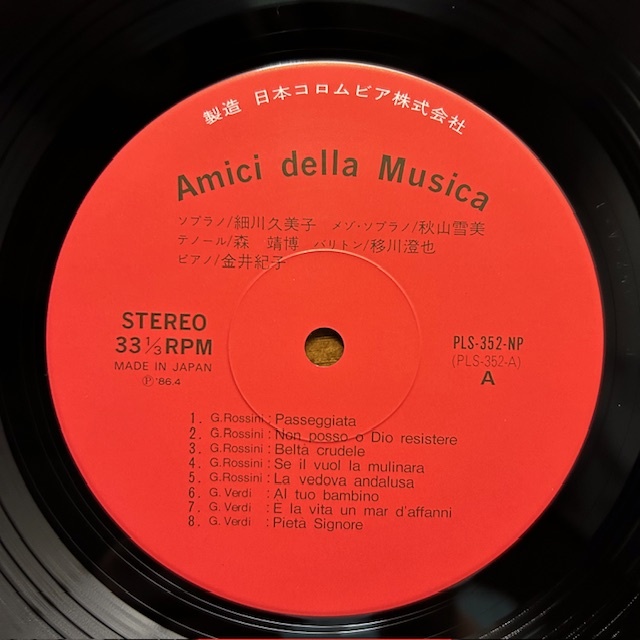 製造 日本コロムビア株式会社
Amici della Musica
ソプラノ/細川久美子 メゾ・ソプラノ/秋山雪美
テノール/森 靖博 バリトン/移川澄也
ピアノ/金井紀子
STEREO
33 1/3 RPM
MADE IN JAPAN
Ⓟ '86.4
PLS-352-NP
(PLS-352-A)
A
1. G.Rossini : Passeggiata
2. G.Rossini : Non posso o Dio resistere
3. G.Rossini : Beltà crudele
4. G.Rossini : Se il vuol la mulinara
5. G.Rossini : La vedova andalusa
6. G. Verdi : Al tuo bambino
7. G. Verdi : E la vita un mar d'affanni
8. G. Verdi : Pietà Signore